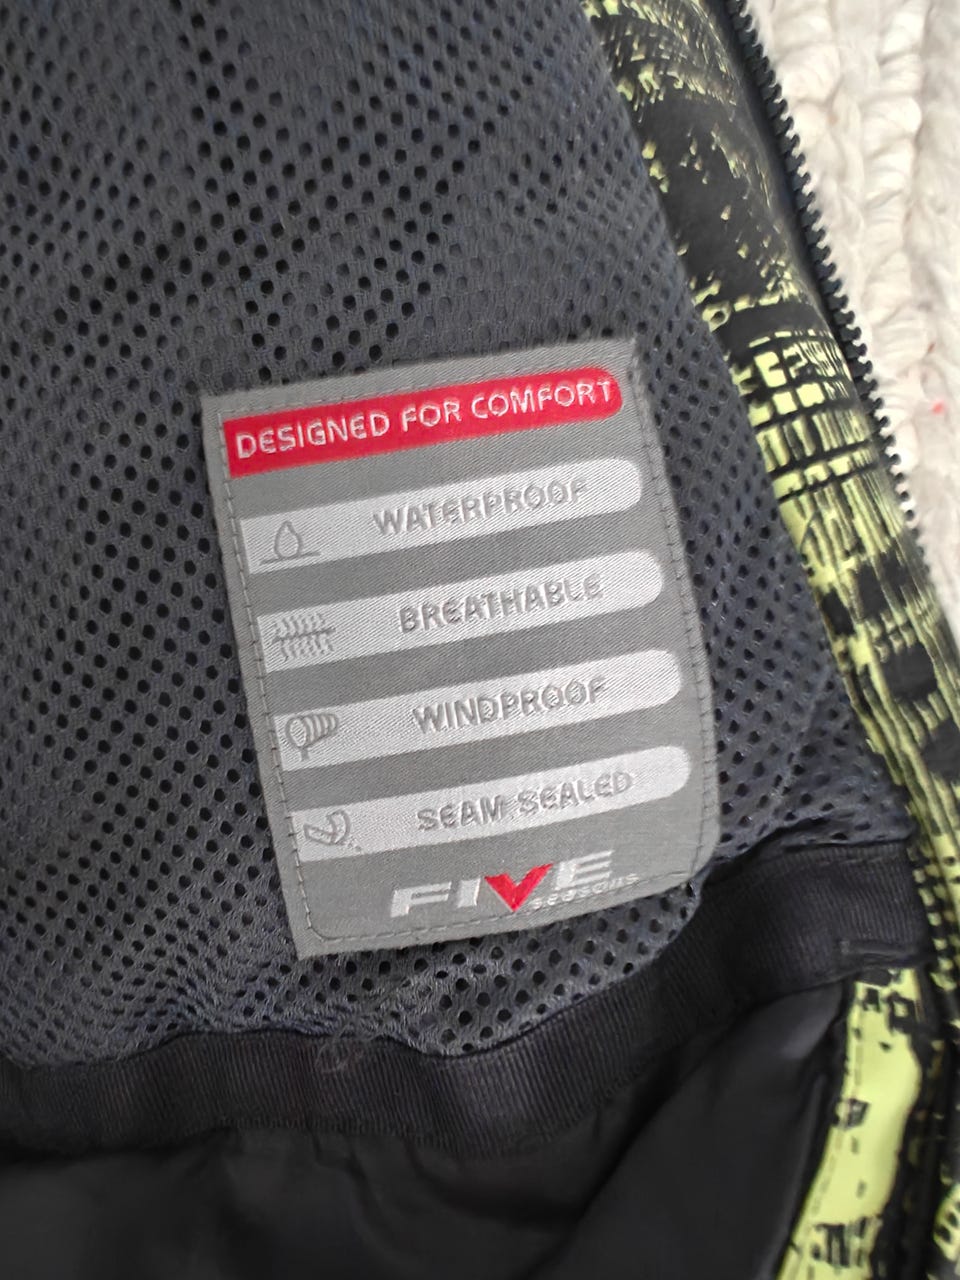 DESIGNED FOR COMFORT
WATERPROOF
BREATHABLE
WINDPROOF
SEAM SEALED
FIVE
seasons